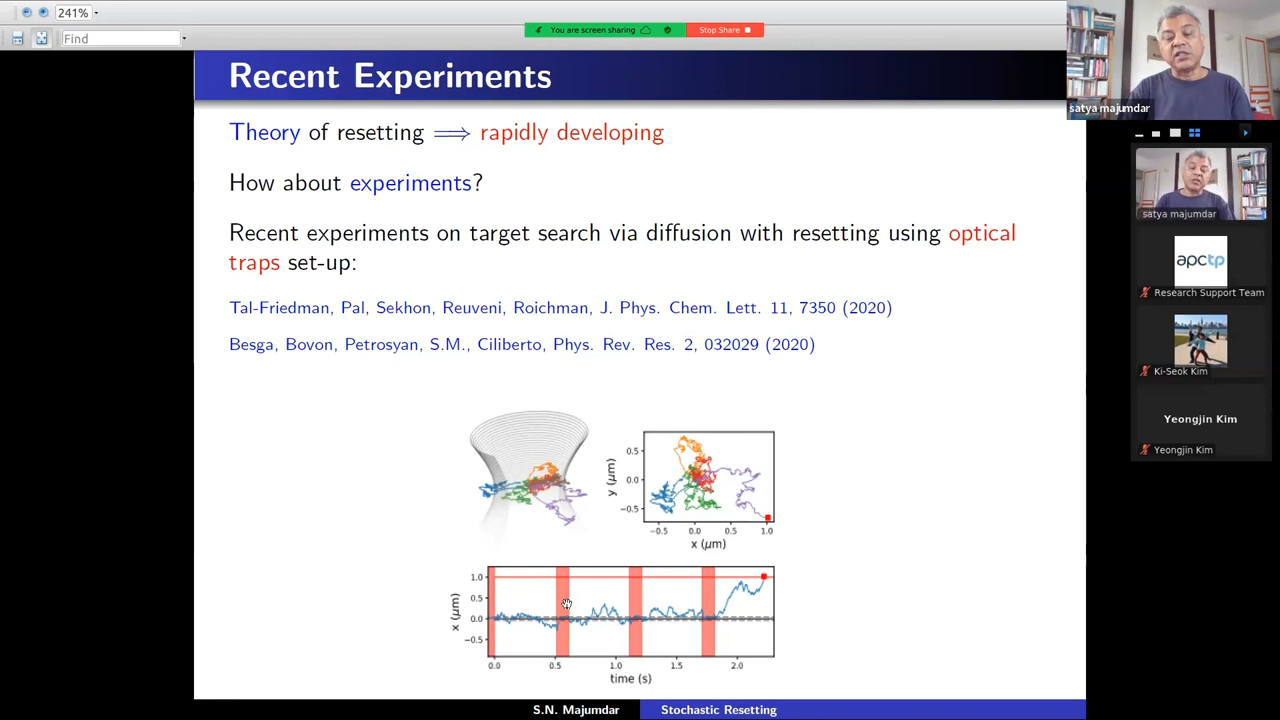 241%
You are screen sharing
Stop Share
Find
Recent Experiments
Theory of resetting ⟹ rapidly developing
How about experiments?
Recent experiments on target search via diffusion with resetting using optical
traps set-up:
Tal-Friedman, Pal, Sekhon, Reuveni, Roichman, J. Phys. Chem. Lett. 11, 7350 (2020)
Besga, Bovon, Petrosyan, S.M., Ciliberto, Phys. Rev. Res. 2, 032029 (2020)
y (μm)
0.5
0.0
−0.5
−0.5 0.0 0.5 1.0
x (μm)
x (μm)
1.0
0.5
0.0
−0.5
0.0 0.5 1.0 1.5 2.0
time (s)
S.N. Majumdar Stochastic Resetting
satya majumdar
satya majumdar
apctp
Research Support Team
Ki-Seok Kim
Yeongjin Kim
Yeongjin Kim